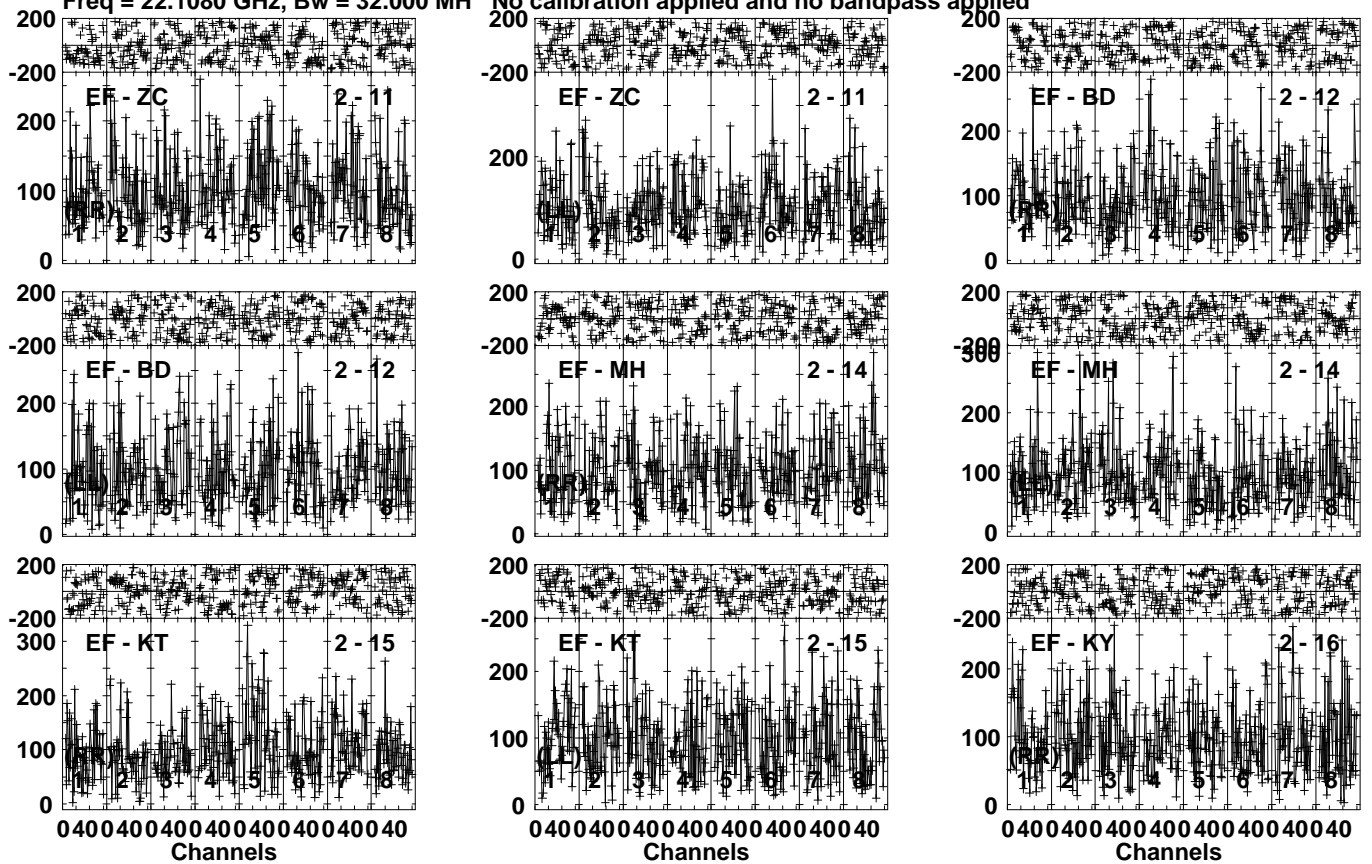 Freq = 22.1080 GHz, Bw = 32.000 MH No calibration applied and no bandpass applied
200 200 200
-200 -200 -200
EF - ZC 2 - 11 EF - ZC 2 - 11 EF - BD 2 - 12
200 200 200
100 100
(RR) (LL) (RR)
1 2 3 4 5 6 7 8 1 2 3 4 5 6 7 8 1 2 3 4 5 6 7 8
0 0 0
200 200 200
-200 -200 -200
300
EF - BD 2 - 12 EF - MH 2 - 14 EF - MH 2 - 14
200 200 200
100 100 100
(LL) (RR) (LL)
1 2 3 4 5 6 7 8 1 2 3 4 5 6 7 8 1 2 3 4 5 6 7 8
0 0 0
200 200 200
-200 -200 -200
300
EF - KT 2 - 15 EF - KT 2 - 15 EF - KY 2 - 16
200 200 200
100 100 100
(RR) (LL) (RR)
1 2 3 4 5 6 7 8 1 2 3 4 5 6 7 8 1 2 3 4 5 6 7 8
0 0 0
0 40 0 40 0 40 0 40 0 40 0 40 0 40 0 40 0 40 0 40 0 40 0 40 0 40 0 40 0 40 0 40 0 40 0 40 0 40 0 40 0 40 0 40 0 40 0 40
Channels Channels Channels